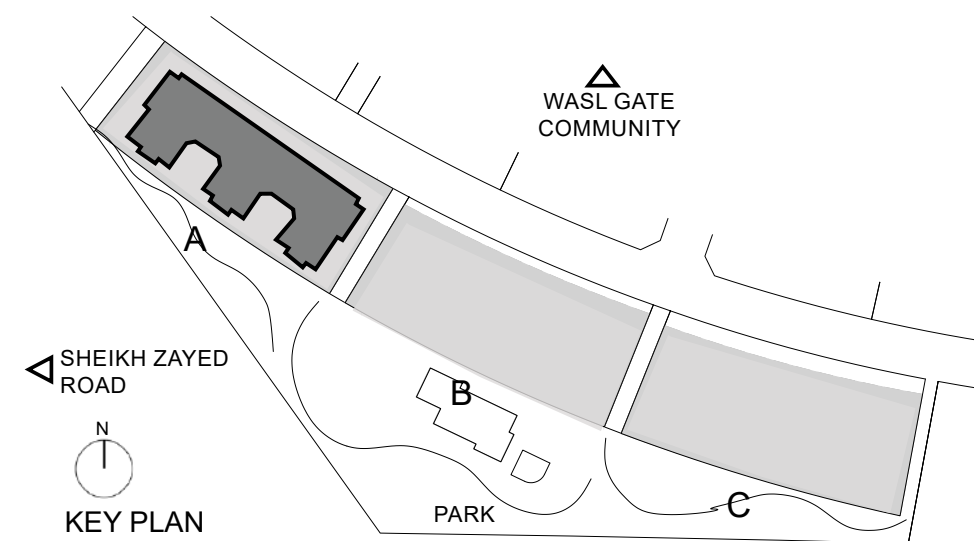 WASL GATE
COMMUNITY
A
SHEIKH ZAYED
ROAD
B
N
C
PARK
KEY PLAN